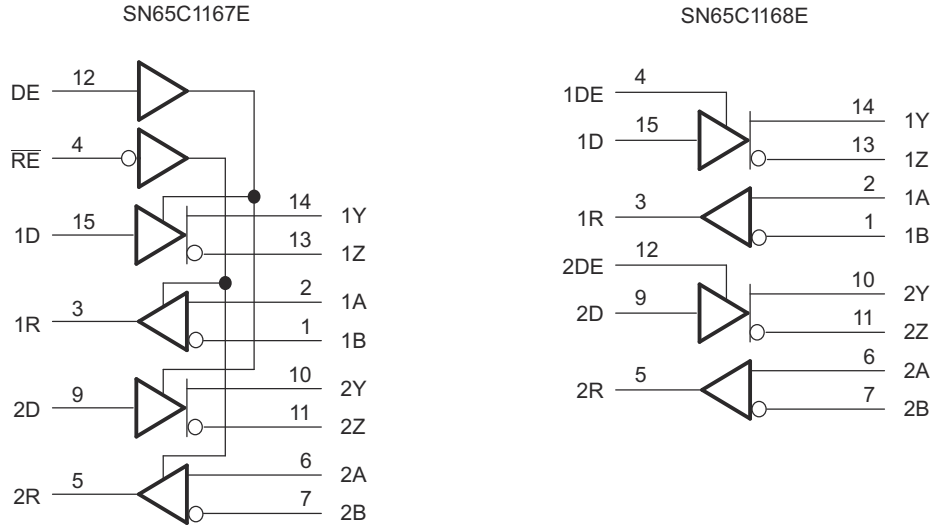 SN65C1167E
DE 12
RE 4
1D 15
14 1Y
13 1Z
1R 3
2 1A
1 1B
2D 9
10 2Y
11 2Z
2R 5
6 2A
7 2B
SN65C1168E
1DE 4
1D 15
14 1Y
13 1Z
1R 3
2 1A
1 1B
2DE 12
2D 9
10 2Y
11 2Z
2R 5
6 2A
7 2B